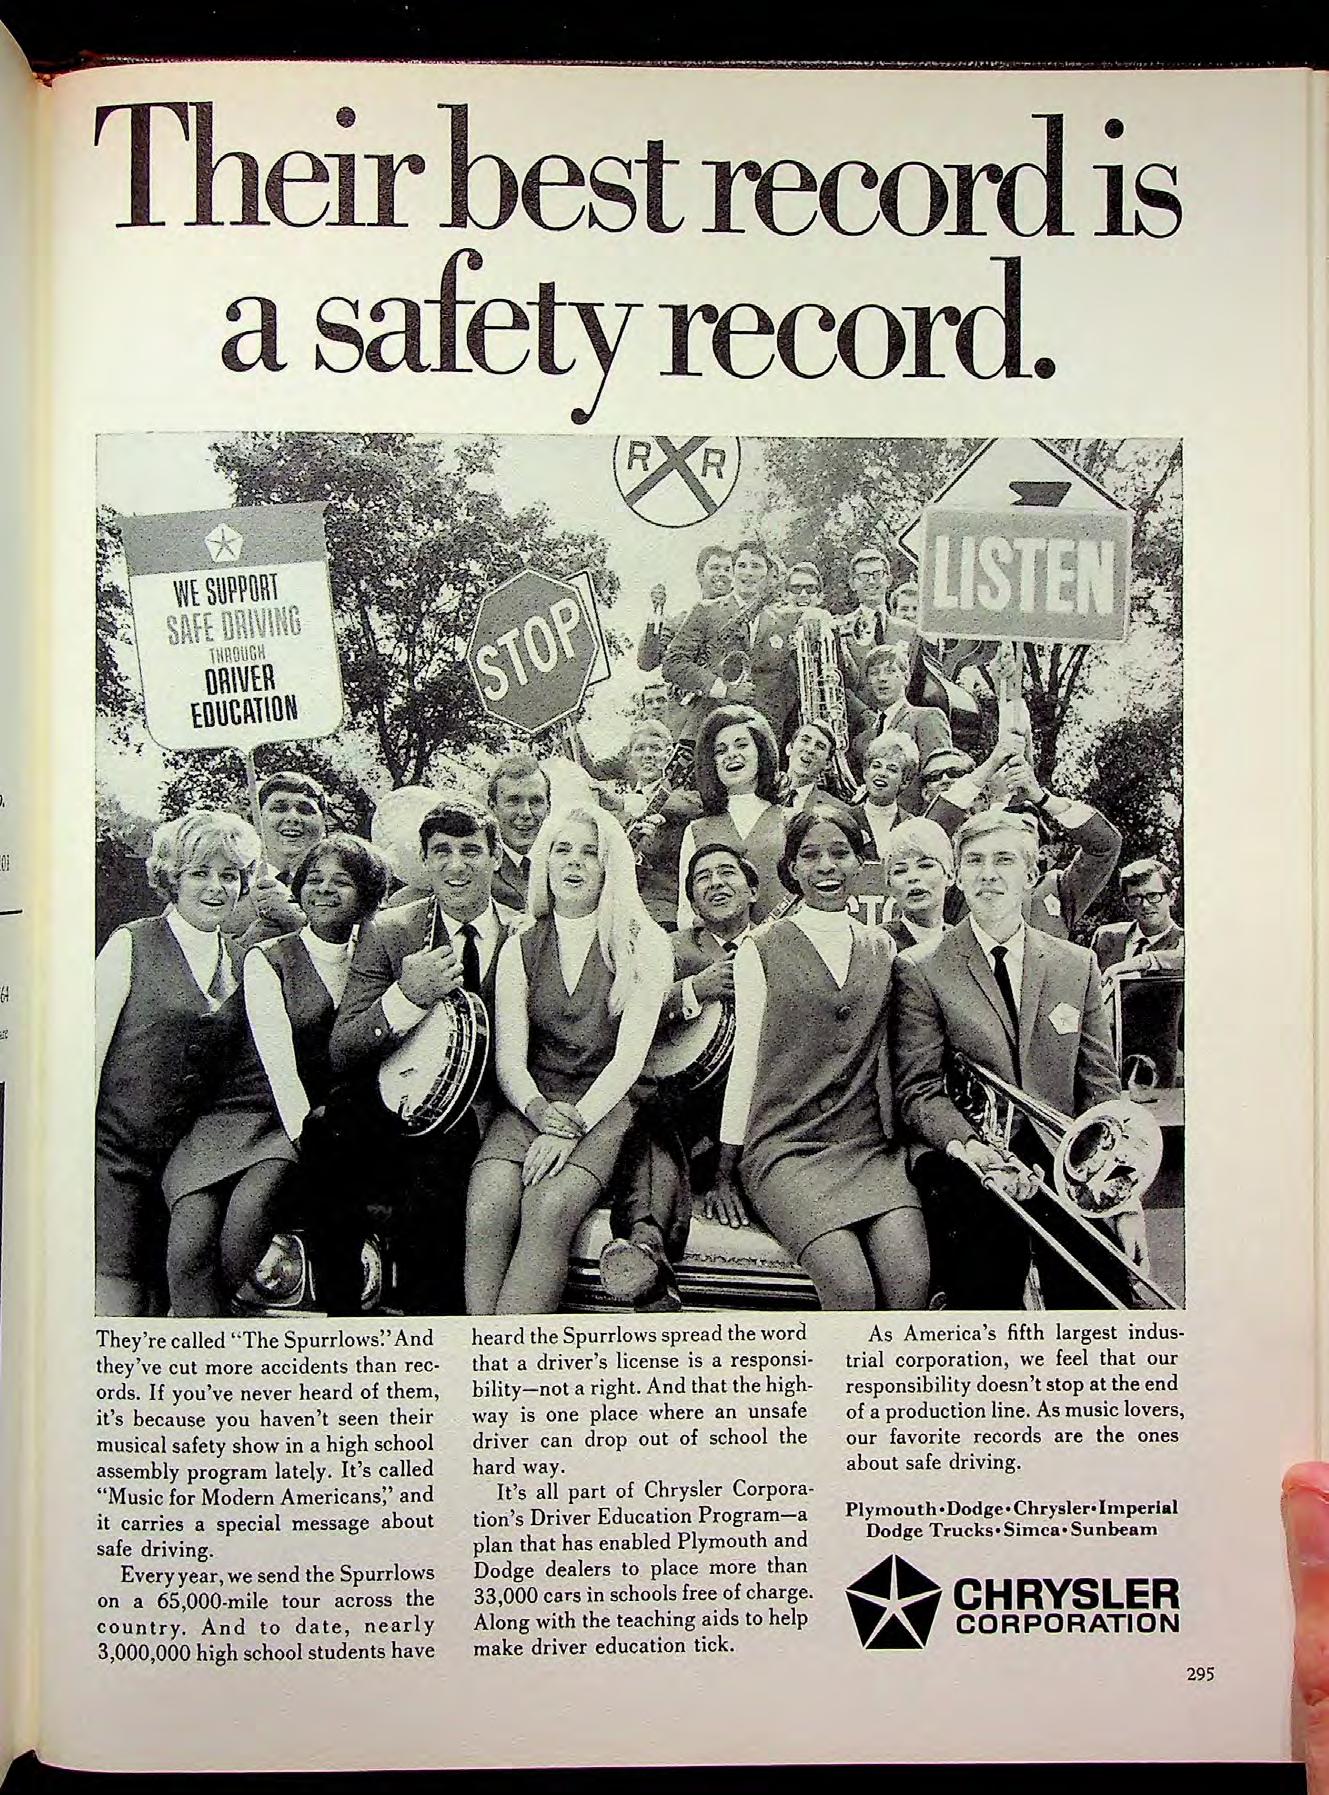 Their best record is
a safety record.
R R
WE SUPPORT
SAFE DRIVING
THROUGH
DRIVER
EDUCATION
STOP
LISTEN
STO
They're called "The Spurrlows." And
they've cut more accidents than rec-
ords. If you've never heard of them,
it's because you haven't seen their
musical safety show in a high school
assembly program lately. It's called
"Music for Modern Americans," and
it carries a special message about
safe driving.
Every year, we send the Spurrlows
on a 65,000-mile tour across the
country. And to date, nearly
3,000,000 high school students have
heard the Spurrlows spread the word
that a driver's license is a responsi-
bility—not a right. And that the high-
way is one place where an unsafe
driver can drop out of school the
hard way.
It's all part of Chrysler Corpora-
tion's Driver Education Program—a
plan that has enabled Plymouth and
Dodge dealers to place more than
33,000 cars in schools free of charge.
Along with the teaching aids to help
make driver education tick.
As America's fifth largest indus-
trial corporation, we feel that our
responsibility doesn't stop at the end
of a production line. As music lovers,
our favorite records are the ones
about safe driving.
Plymouth•Dodge•Chrysler•Imperial
Dodge Trucks•Simca•Sunbeam
CHRYSLER
CORPORATION
295